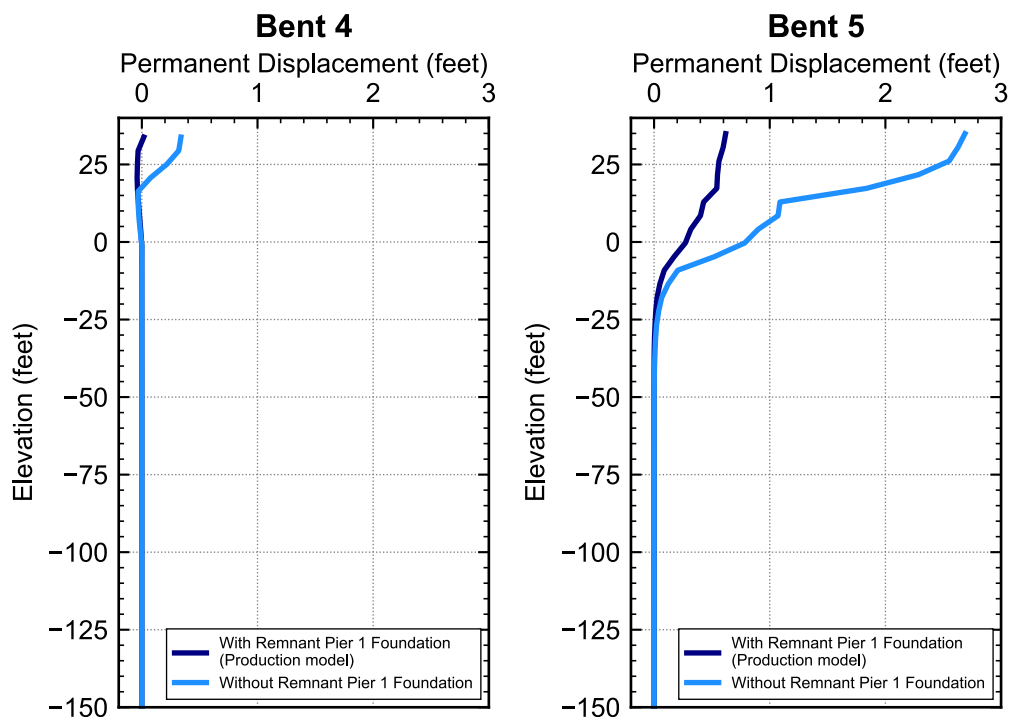 Bent 4
Permanent Displacement (feet)
0 1 2 3
25
0
−25
−50
−75
−100
−125
−150
Elevation (feet)
With Remnant Pier 1 Foundation
(Production model)
Without Remnant Pier 1 Foundation
Bent 5
Permanent Displacement (feet)
0 1 2 3
25
0
−25
−50
−75
−100
−125
−150
Elevation (feet)
With Remnant Pier 1 Foundation
(Production model)
Without Remnant Pier 1 Foundation